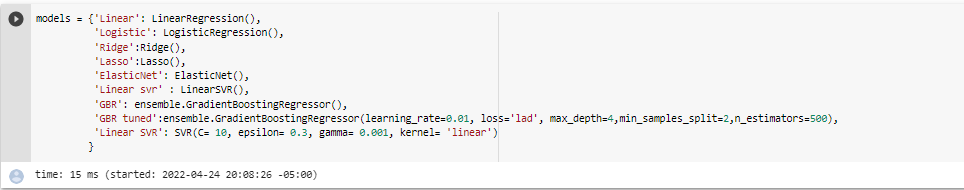 models = {'Linear': LinearRegression(),
'Logistic': LogisticRegression(),
'Ridge':Ridge(),
'Lasso':Lasso(),
'ElasticNet': ElasticNet(),
'Linear svr' : LinearSVR(),
'GBR': ensemble.GradientBoostingRegressor(),
'GBR tuned':ensemble.GradientBoostingRegressor(learning_rate=0.01, loss='lad', max_depth=4,min_samples_split=2,n_estimators=500),
'Linear SVR': SVR(C= 10, epsilon= 0.3, gamma= 0.001, kernel= 'linear')
}
time: 15 ms (started: 2022-04-24 20:08:26 -05:00)